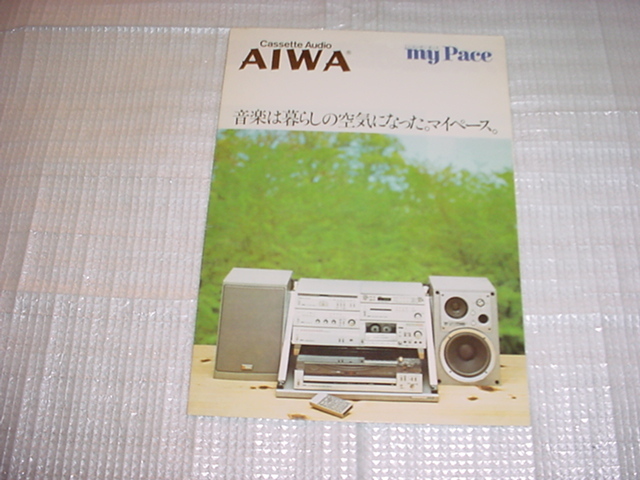 Cassette Audio
AIWA®
my Pace
音楽は暮らしの空気になった。マイペース。